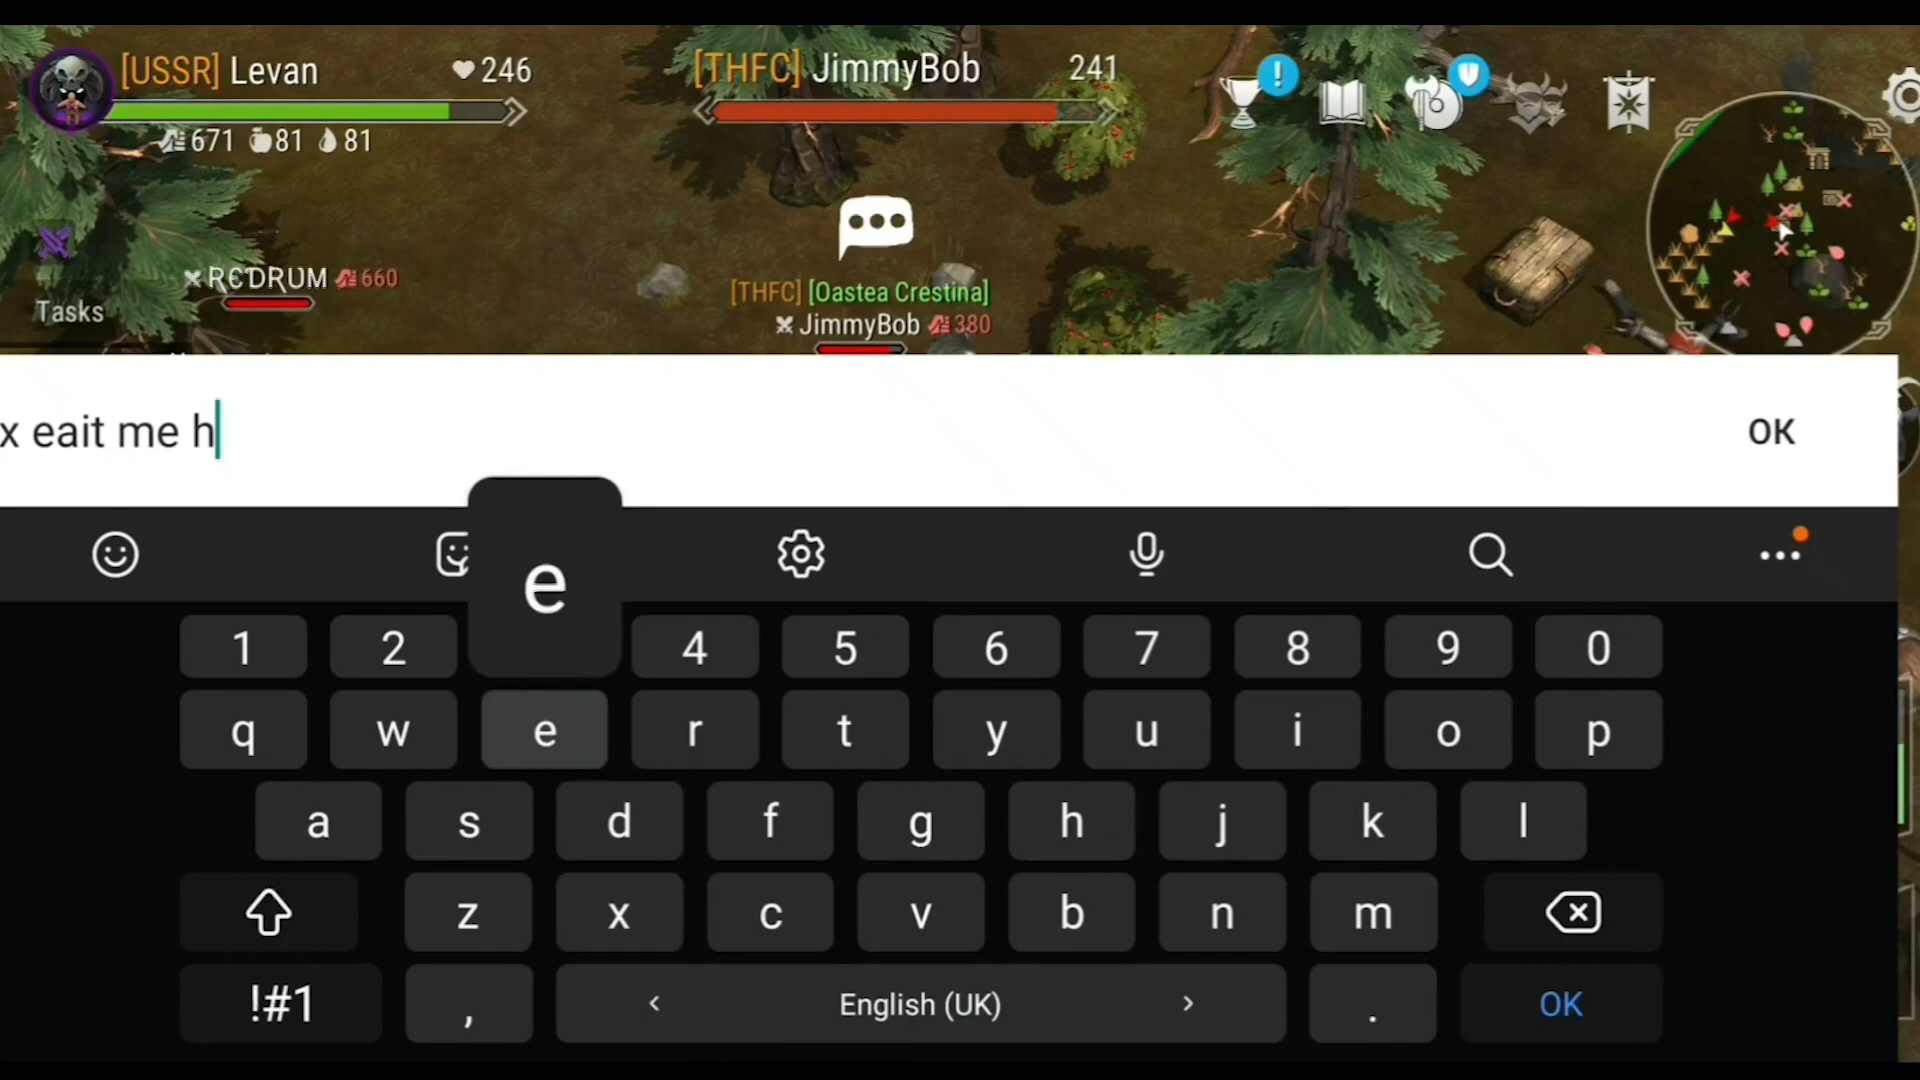 [USSR] Levan 246
[THFC] JimmyBob 241
671 81 81
RЄDRUM 660
Tasks
[THFC] [Oastea Crestina]
JimmyBob 380
x eait me h
OK
e
1 2 4 5 6 7 8 9 0
q w e r t y u i o p
a s d f g h j k l
z x c v b n m
!#1 , < English (UK) > . OK